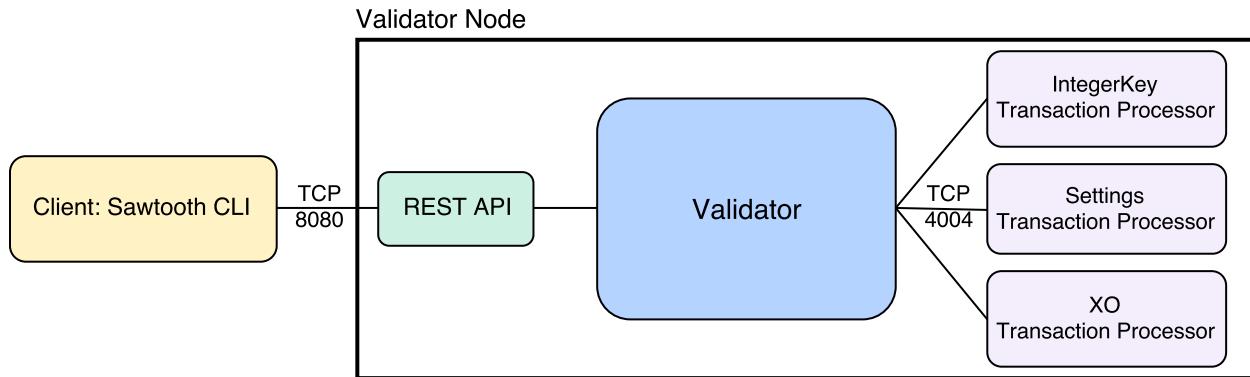 Validator Node
Client: Sawtooth CLI
TCP
8080
REST API
Validator
TCP
4004
IntegerKey
Transaction Processor
Settings
Transaction Processor
XO
Transaction Processor